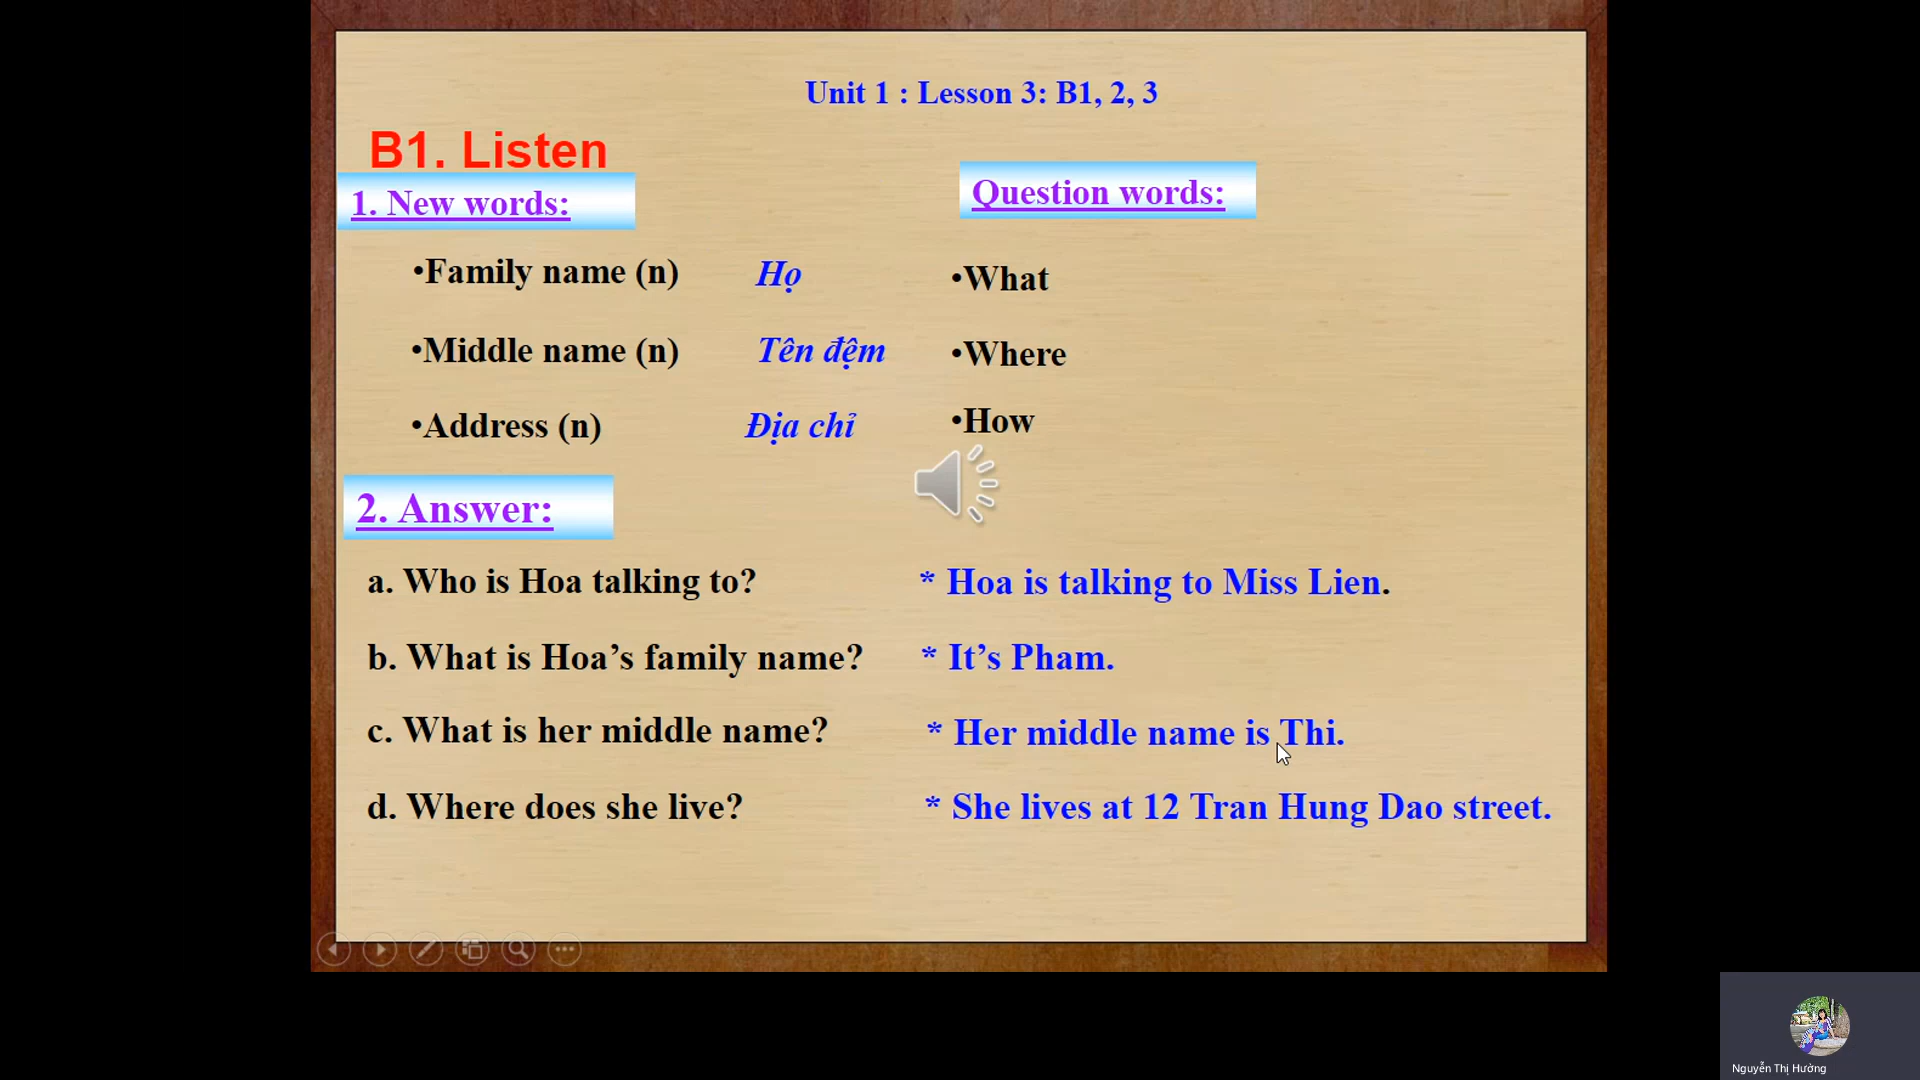 Unit 1 : Lesson 3: B1, 2, 3
B1. Listen
1. New words:
•Family name (n) Họ
•Middle name (n) Tên đệm
•Address (n) Địa chỉ
Question words:
•What
•Where
•How
2. Answer:
a. Who is Hoa talking to? * Hoa is talking to Miss Lien.
b. What is Hoa’s family name? * It’s Pham.
c. What is her middle name? * Her middle name is Thi.
d. Where does she live? * She lives at 12 Tran Hung Dao street.
Nguyễn Thị Hưởng